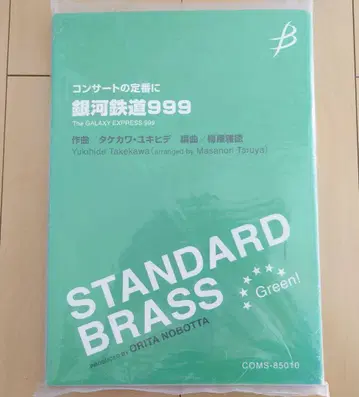 コンサートの定番に
銀河鉄道999
The GALAXY EXPRESS 999
作曲 タケカワ・ユキヒデ 編曲 樽屋雅徳
Yukihide Takekawa (arranged by Masanori Taruya)
STANDARD
BRASS
Green!
PRODUCED BY ORITA NOBOTTA
COMS-85010